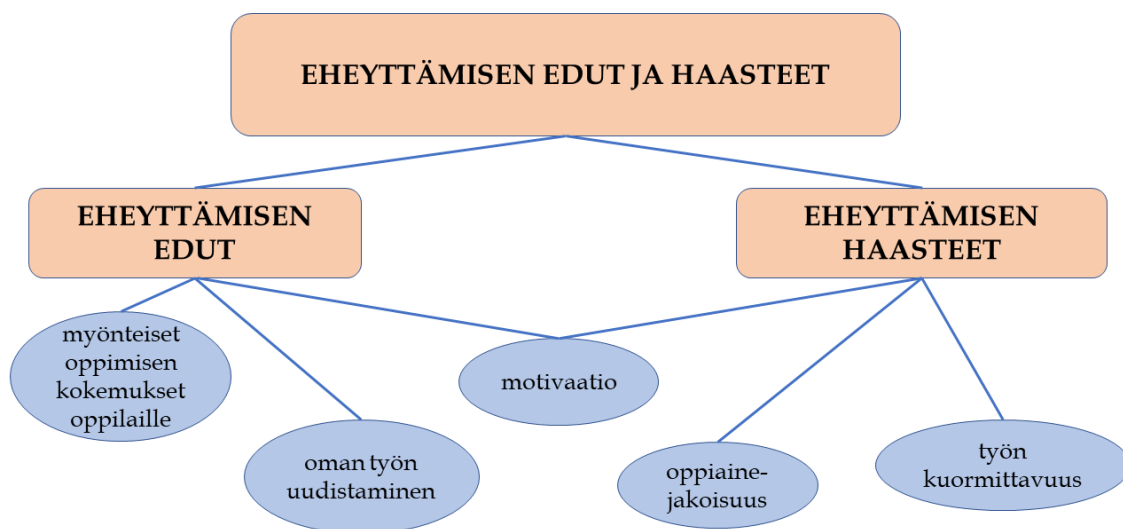 EHEYTTÄMISEN EDUT JA HAASTEET
EHEYTTÄMISEN
EDUT
EHEYTTÄMISEN
HAASTEET
myönteiset
oppimisen
kokemukset
oppilaille
motivaatio
oman työn
uudistaminen
oppiaine-
jakoisuus
työn
kuormittavuus